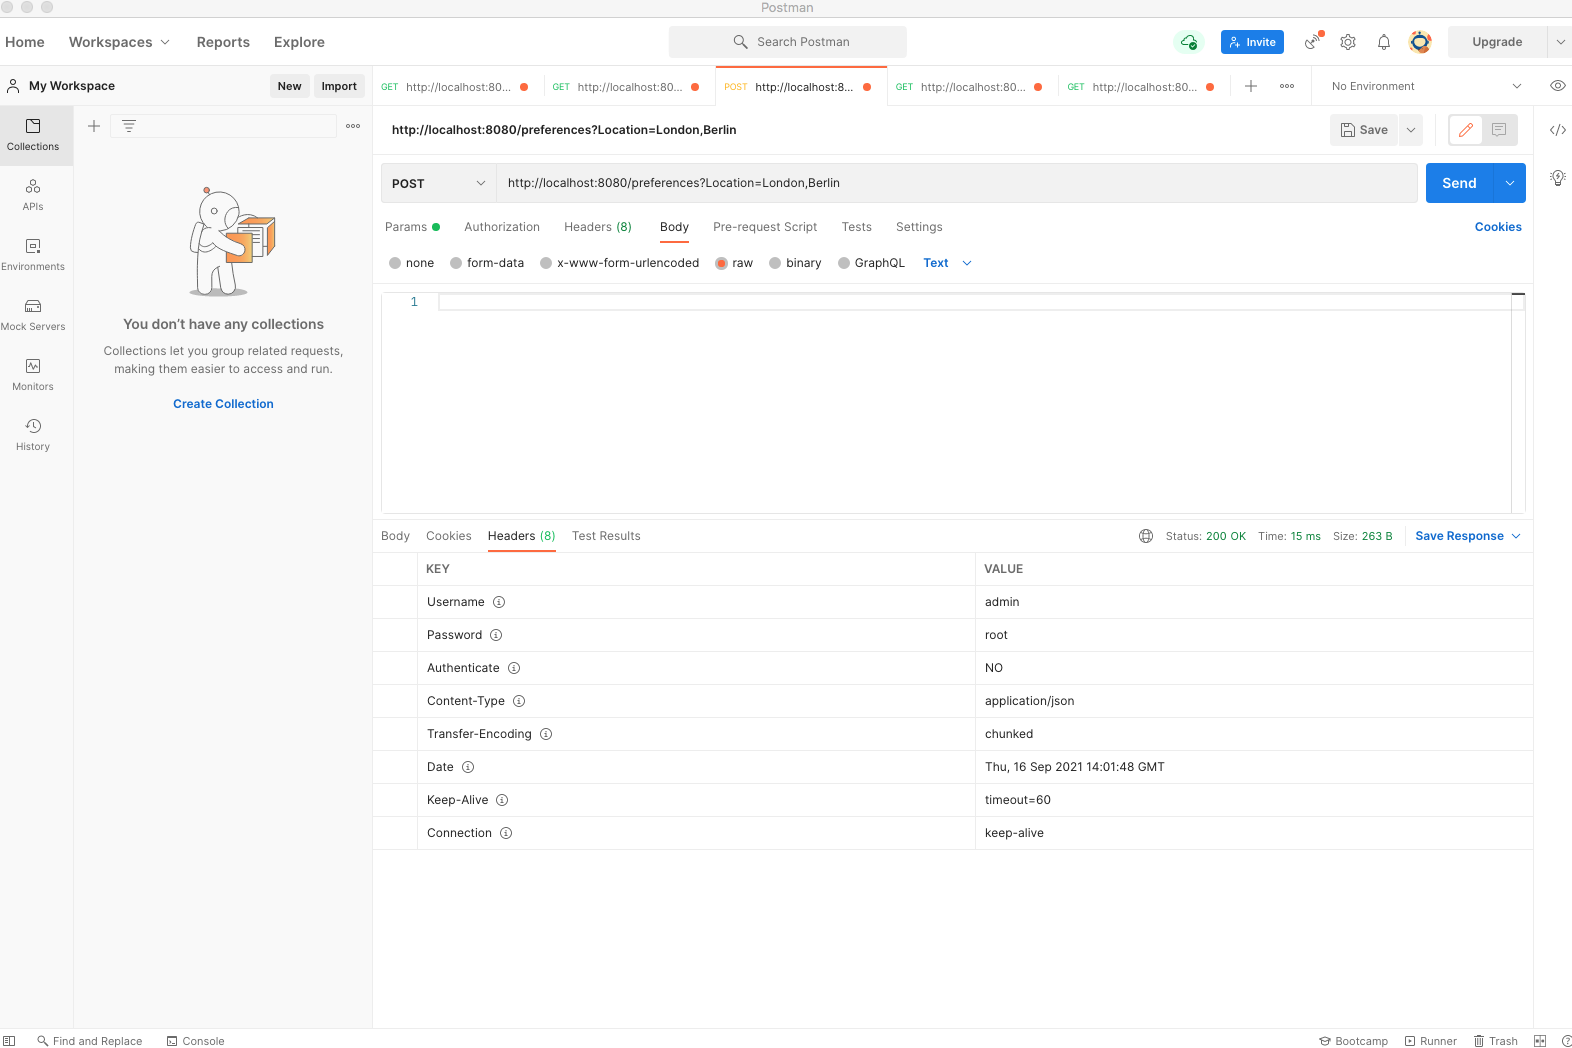 Postman
Home
Workspaces
Reports
Explore
Search Postman
Invite
Upgrade
My Workspace
New
Import
GET http://localhost:80...
GET http://localhost:80...
POST http://localhost:8...
GET http://localhost:80...
GET http://localhost:80...
No Environment
Collections
APIs
Environments
Mock Servers
Monitors
History
You don’t have any collections
Collections let you group related requests,
making them easier to access and run.
Create Collection
http://localhost:8080/preferences?Location=London,Berlin
Save
POST
http://localhost:8080/preferences?Location=London,Berlin
Send
Params
Authorization
Headers (8)
Body
Pre-request Script
Tests
Settings
Cookies
none
form-data
x-www-form-urlencoded
raw
binary
GraphQL
Text
1
Body
Cookies
Headers (8)
Test Results
Status: 200 OK
Time: 15 ms
Size: 263 B
Save Response
KEY VALUE
Username admin
Password root
Authenticate NO
Content-Type application/json
Transfer-Encoding chunked
Date Thu, 16 Sep 2021 14:01:48 GMT
Keep-Alive timeout=60
Connection keep-alive
Find and Replace
Console
Bootcamp
Runner
Trash